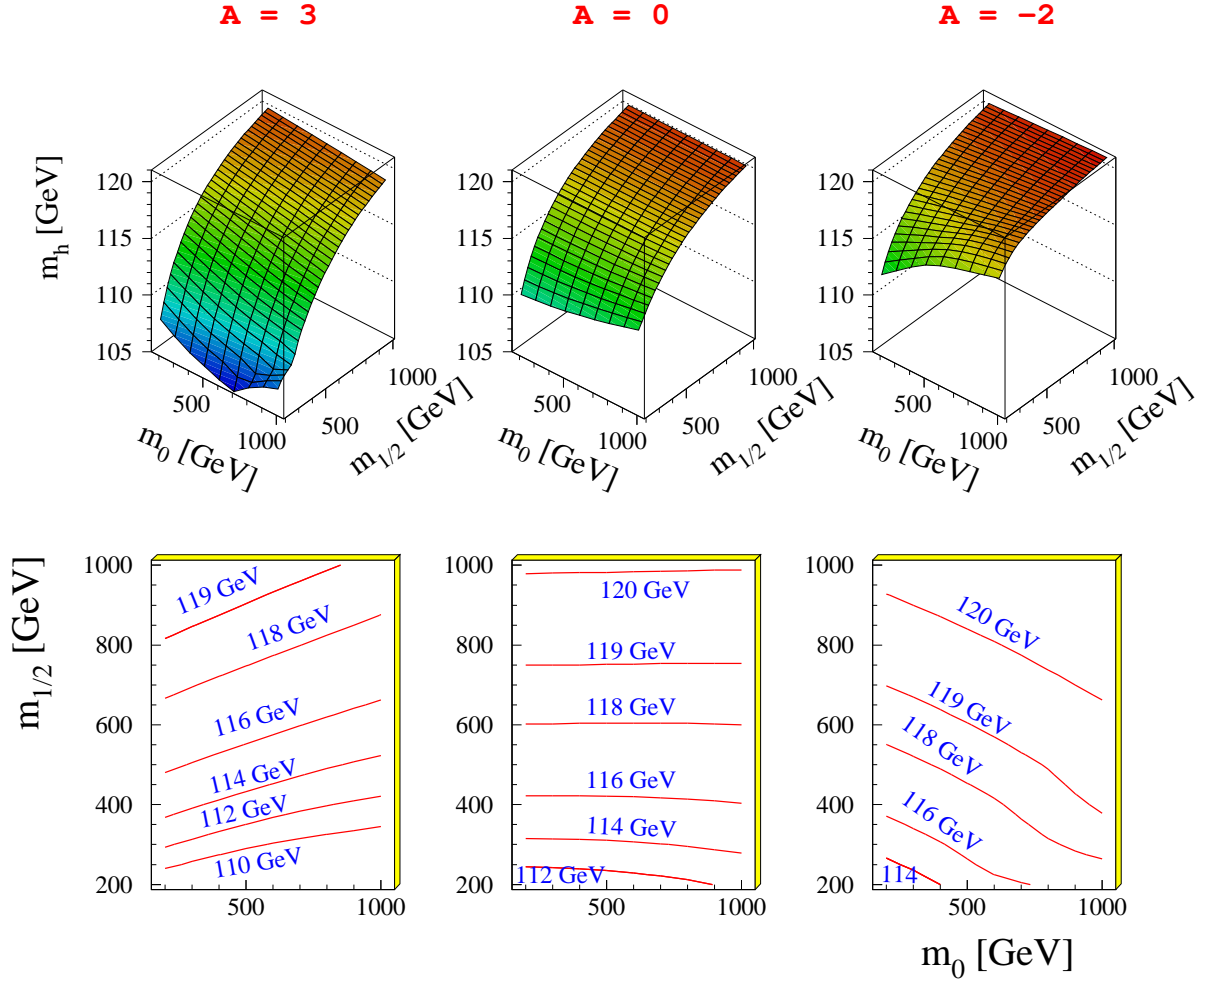 A = 3
A = 0
A = −2
m_h [GeV]
120
115
110
105
500
1000
m_0 [GeV]
500
1000
m_1/2 [GeV]
120
115
110
105
500
1000
m_0 [GeV]
500
1000
m_1/2 [GeV]
120
115
110
105
500
1000
m_0 [GeV]
500
1000
m_1/2 [GeV]
m_1/2 [GeV]
1000
800
600
400
200
119 GeV
118 GeV
116 GeV
114 GeV
112 GeV
110 GeV
500
1000
1000
800
600
400
200
120 GeV
119 GeV
118 GeV
116 GeV
114 GeV
112 GeV
500
1000
1000
800
600
400
200
120 GeV
119 GeV
118 GeV
116 GeV
114
500
1000
m_0 [GeV]